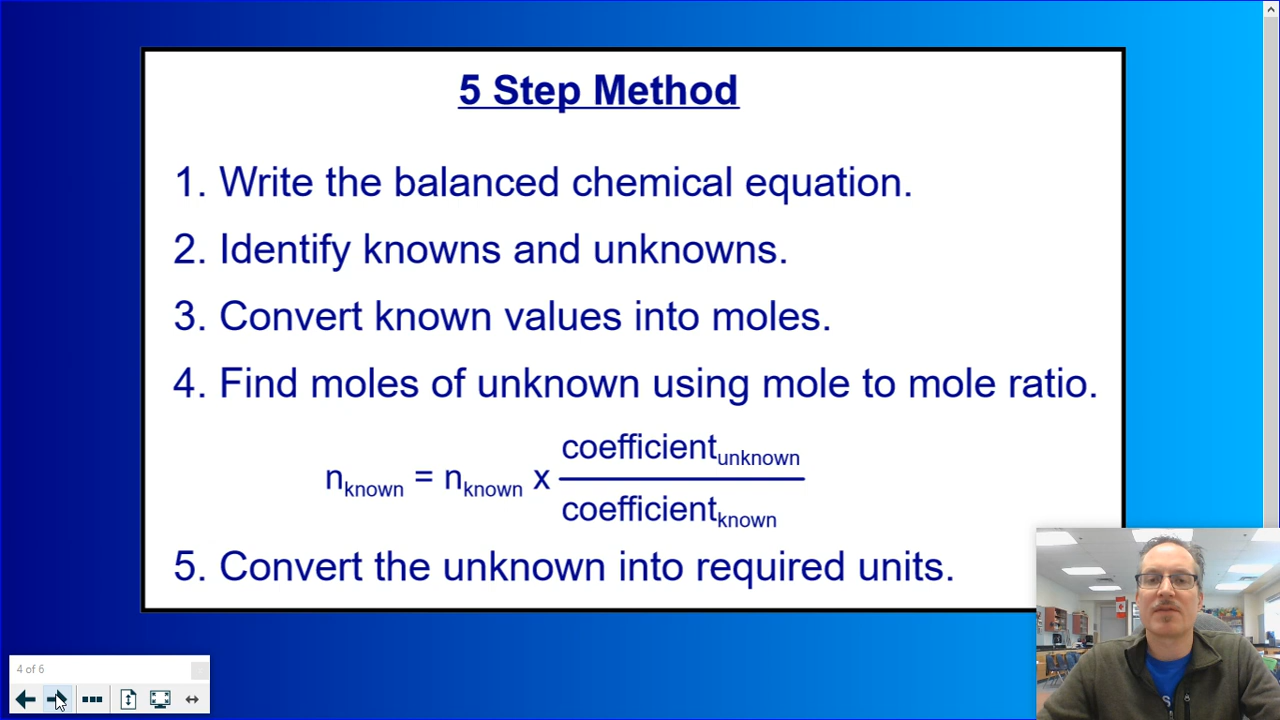 5 Step Method
1. Write the balanced chemical equation.
2. Identify knowns and unknowns.
3. Convert known values into moles.
4. Find moles of unknown using mole to mole ratio.
nknown = nknown x coefficientunknown
coefficientknown
5. Convert the unknown into required units.
4 of 6
S